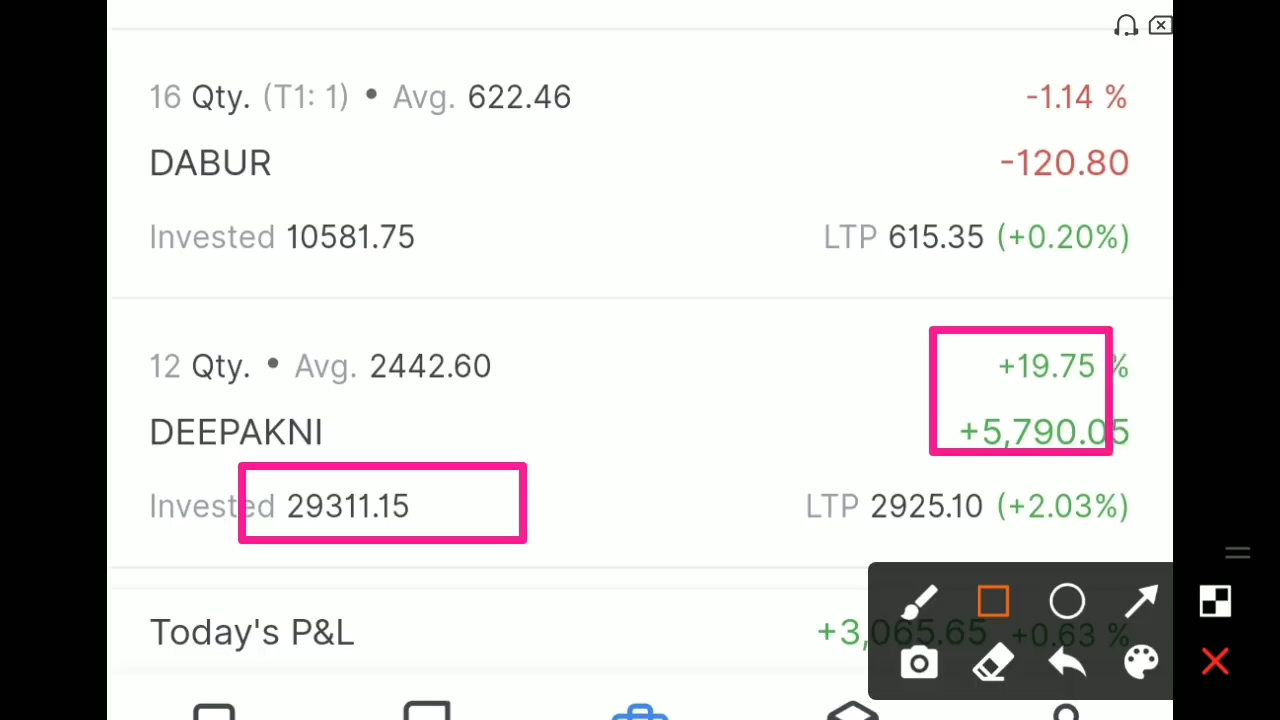 16 Qty. (T1: 1) • Avg. 622.46 -1.14 %
DABUR -120.80
Invested 10581.75 LTP 615.35 (+0.20%)
12 Qty. • Avg. 2442.60 +19.75 %
DEEPAKNI +5,790.05
Invested 29311.15 LTP 2925.10 (+2.03%)
Today's P&L +3,065.65 +0.63 %